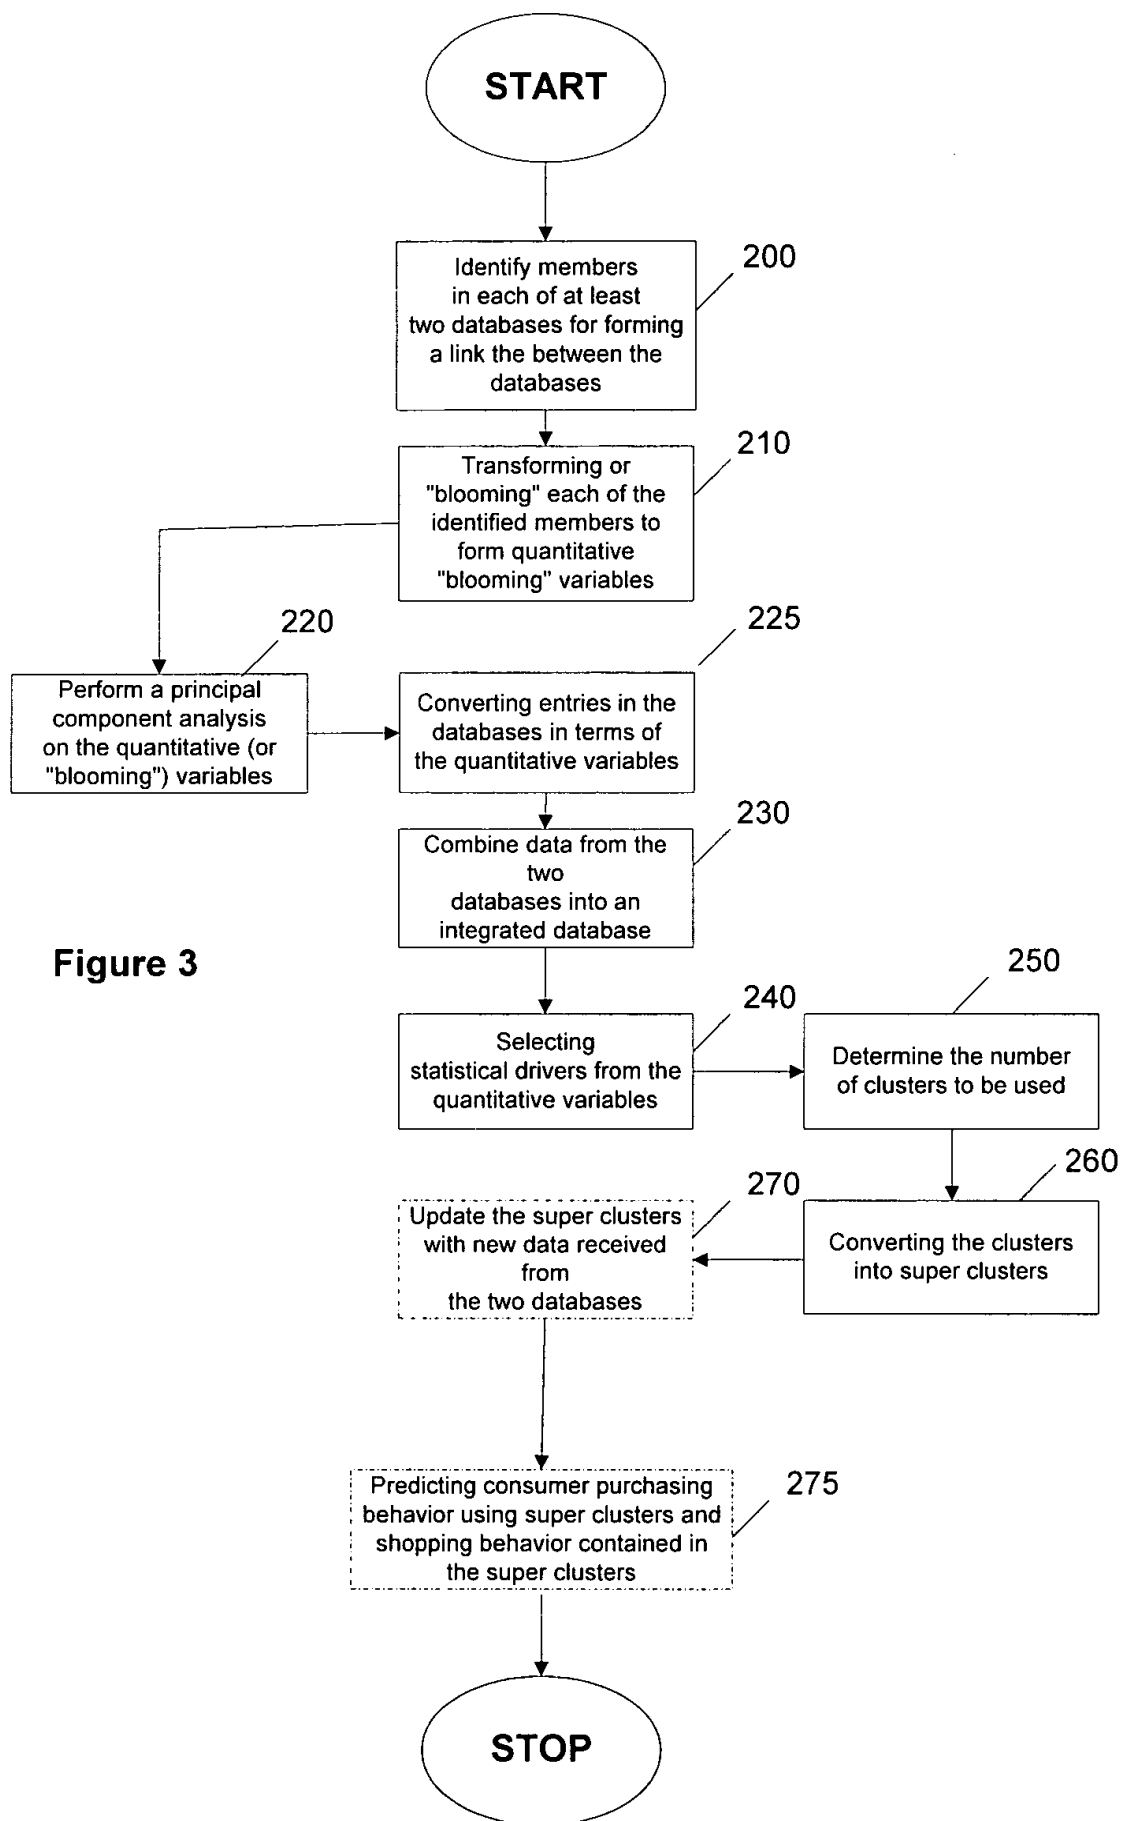 START
200
Identify members
in each of at least
two databases for forming
a link the between the
databases
210
Transforming or
"blooming" each of the
identified members to
form quantitative
"blooming" variables
220
Perform a principal
component analysis
on the quantitative (or
"blooming") variables
225
Converting entries in the
databases in terms of
the quantitative variables
230
Combine data from the
two
databases into an
integrated database
Figure 3
240
Selecting
statistical drivers from the
quantitative variables
250
Determine the number
of clusters to be used
260
Converting the clusters
into super clusters
270
Update the super clusters
with new data received
from
the two databases
275
Predicting consumer purchasing
behavior using super clusters and
shopping behavior contained in
the super clusters
STOP